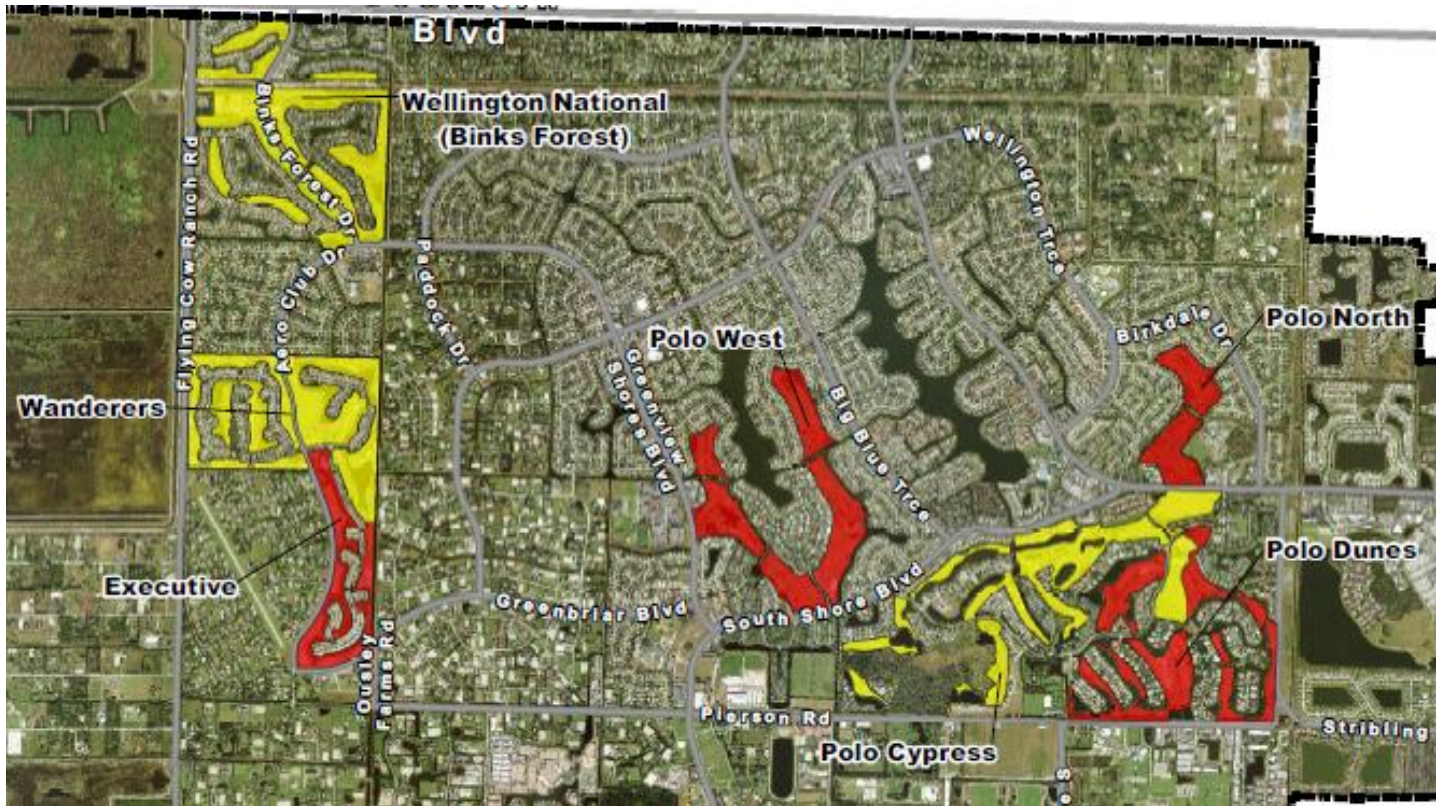 Blvd
Wellington National
(Binks Forest)
Binks Forest Dr
Wellington Trce
Flying Cow Ranch Rd
Aero Club Dr
Paddock Dr
Birkdale Dr
Polo North
Polo West
Greenview
Shores Blvd
Big Blue Trce
Wanderers
Executive
Polo Dunes
Greenbriar Blvd
South Shore Blvd
Ousley
Farms Rd
Pierson Rd
Stribling
Polo Cypress